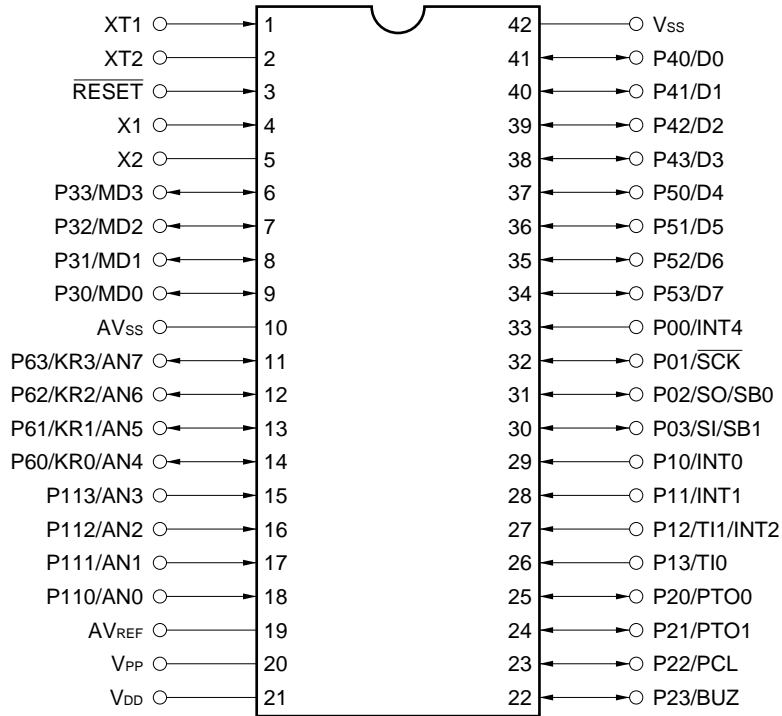 XT1 1 42 Vss
XT2 2 41 P40/D0
RESET 3 40 P41/D1
X1 4 39 P42/D2
X2 5 38 P43/D3
P33/MD3 6 37 P50/D4
P32/MD2 7 36 P51/D5
P31/MD1 8 35 P52/D6
P30/MD0 9 34 P53/D7
AVss 10 33 P00/INT4
P63/KR3/AN7 11 32 P01/SCK
P62/KR2/AN6 12 31 P02/SO/SB0
P61/KR1/AN5 13 30 P03/SI/SB1
P60/KR0/AN4 14 29 P10/INT0
P113/AN3 15 28 P11/INT1
P112/AN2 16 27 P12/TI1/INT2
P111/AN1 17 26 P13/TI0
P110/AN0 18 25 P20/PTO0
AVREF 19 24 P21/PTO1
VPP 20 23 P22/PCL
VDD 21 22 P23/BUZ